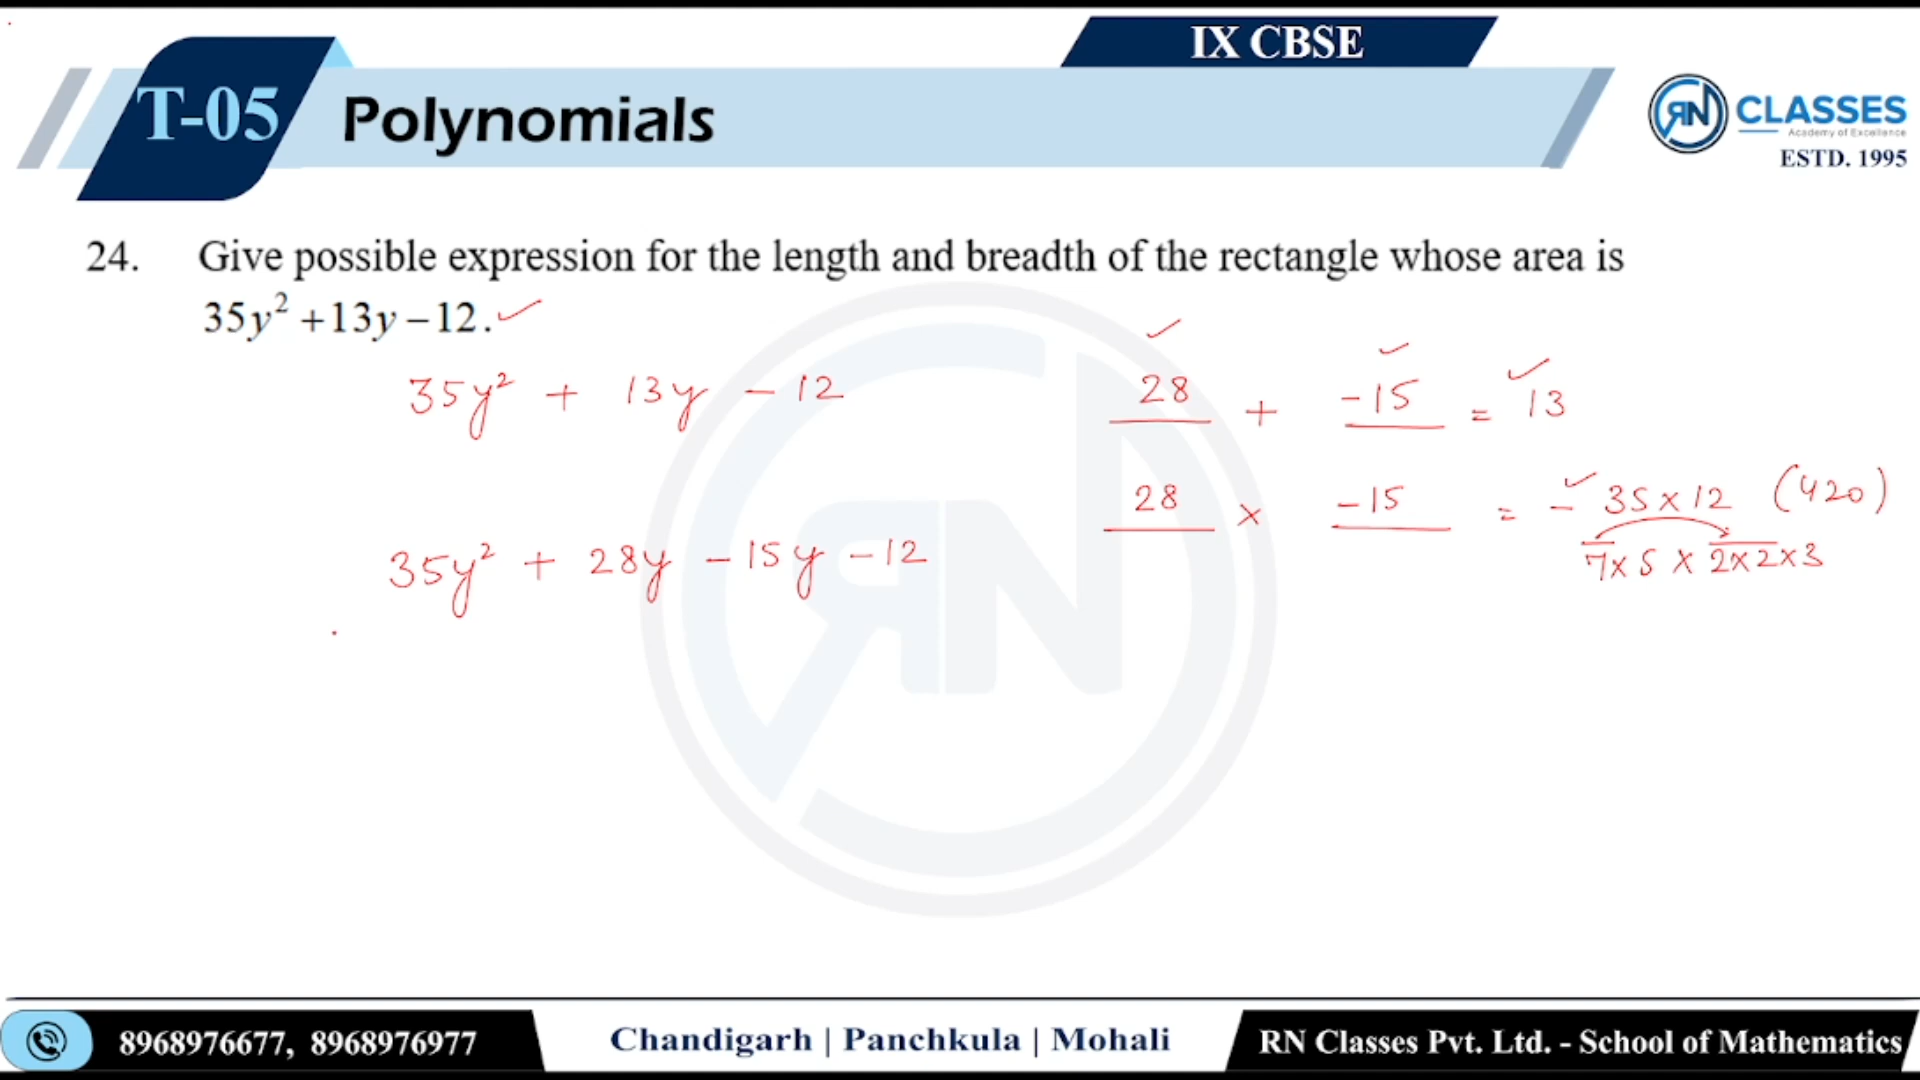 IX CBSE
T-05 Polynomials
RN CLASSES
Academy of Excellence
ESTD. 1995
24. Give possible expression for the length and breadth of the rectangle whose area is
35y² +13y – 12.
35y² + 13y – 12
28 + -15 = 13
28 × -15 = - 35×12 (420)
7×5×2×2×3
35y² + 28y – 15y – 12
RN
8968976677, 8968976977
Chandigarh | Panchkula | Mohali
RN Classes Pvt. Ltd. - School of Mathematics